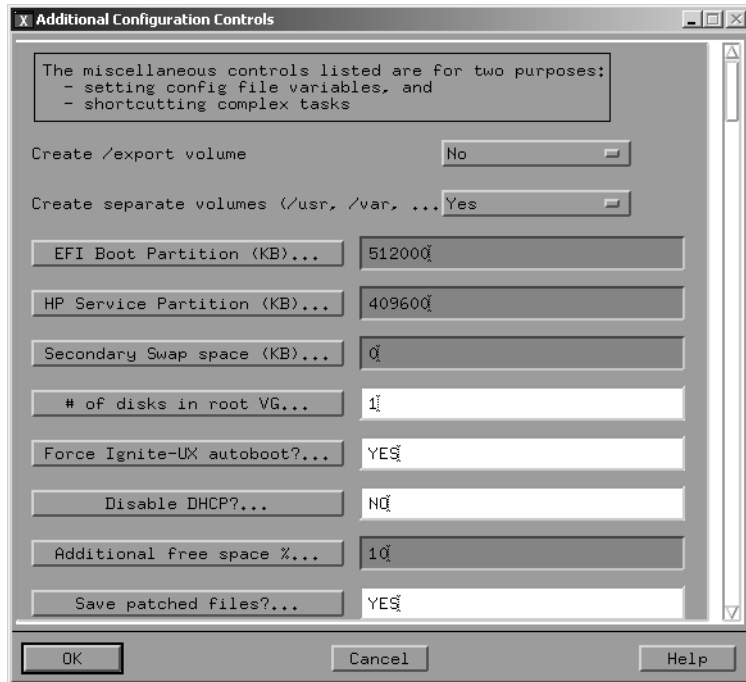 X Additional Configuration Controls
The miscellaneous controls listed are for two purposes:
- setting config file variables, and
- shortcutting complex tasks
Create /export volume No
Create separate volumes (/usr, /var, ... Yes
EFI Boot Partition (KB)... 512000
HP Service Partition (KB)... 409600
Secondary Swap space (KB)... 0
# of disks in root VG... 1
Force Ignite-UX autoboot?... YES
Disable DHCP?... NO
Additional free space %... 10
Save patched files?... YES
OK Cancel Help